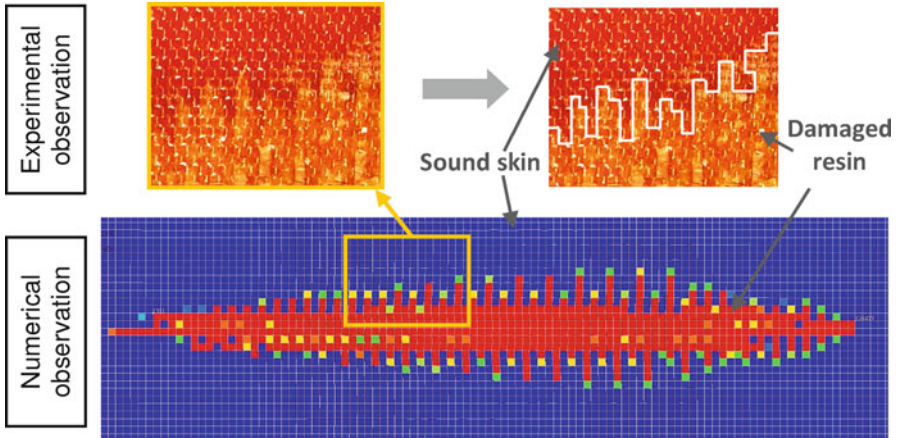 Experimental
observation
Sound skin
Damaged
resin
Numerical
observation